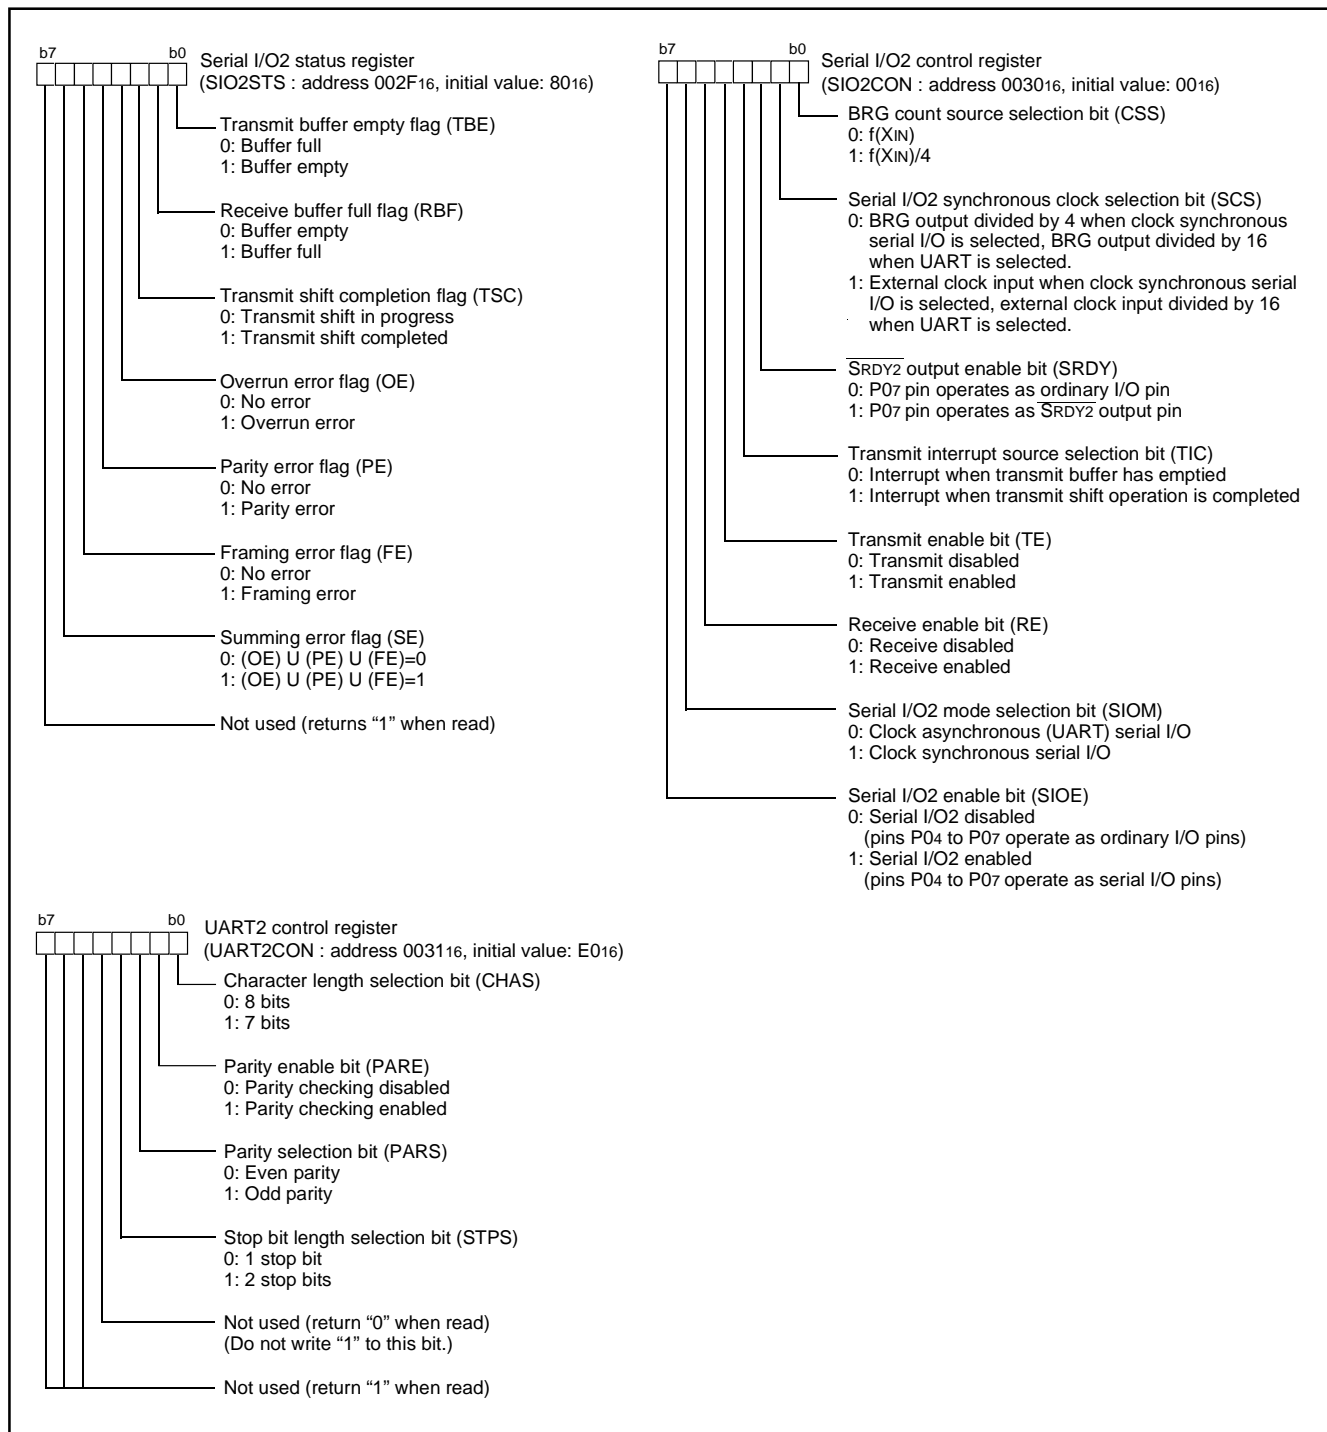 b7 b0
Serial I/O2 status register
(SIO2STS : address 002F16, initial value: 8016)
Transmit buffer empty flag (TBE)
0: Buffer full
1: Buffer empty
Receive buffer full flag (RBF)
0: Buffer empty
1: Buffer full
Transmit shift completion flag (TSC)
0: Transmit shift in progress
1: Transmit shift completed
Overrun error flag (OE)
0: No error
1: Overrun error
Parity error flag (PE)
0: No error
1: Parity error
Framing error flag (FE)
0: No error
1: Framing error
Summing error flag (SE)
0: (OE) U (PE) U (FE)=0
1: (OE) U (PE) U (FE)=1
Not used (returns “1” when read)
b7 b0
Serial I/O2 control register
(SIO2CON : address 003016, initial value: 0016)
BRG count source selection bit (CSS)
0: f(XIN)
1: f(XIN)/4
Serial I/O2 synchronous clock selection bit (SCS)
0: BRG output divided by 4 when clock synchronous
serial I/O is selected, BRG output divided by 16
when UART is selected.
1: External clock input when clock synchronous serial
I/O is selected, external clock input divided by 16
when UART is selected.
SRDY2 output enable bit (SRDY)
0: P07 pin operates as ordinary I/O pin
1: P07 pin operates as SRDY2 output pin
Transmit interrupt source selection bit (TIC)
0: Interrupt when transmit buffer has emptied
1: Interrupt when transmit shift operation is completed
Transmit enable bit (TE)
0: Transmit disabled
1: Transmit enabled
Receive enable bit (RE)
0: Receive disabled
1: Receive enabled
Serial I/O2 mode selection bit (SIOM)
0: Clock asynchronous (UART) serial I/O
1: Clock synchronous serial I/O
Serial I/O2 enable bit (SIOE)
0: Serial I/O2 disabled
(pins P04 to P07 operate as ordinary I/O pins)
1: Serial I/O2 enabled
(pins P04 to P07 operate as serial I/O pins)
b7 b0
UART2 control register
(UART2CON : address 003116, initial value: E016)
Character length selection bit (CHAS)
0: 8 bits
1: 7 bits
Parity enable bit (PARE)
0: Parity checking disabled
1: Parity checking enabled
Parity selection bit (PARS)
0: Even parity
1: Odd parity
Stop bit length selection bit (STPS)
0: 1 stop bit
1: 2 stop bits
Not used (return “0” when read)
(Do not write “1” to this bit.)
Not used (return “1” when read)